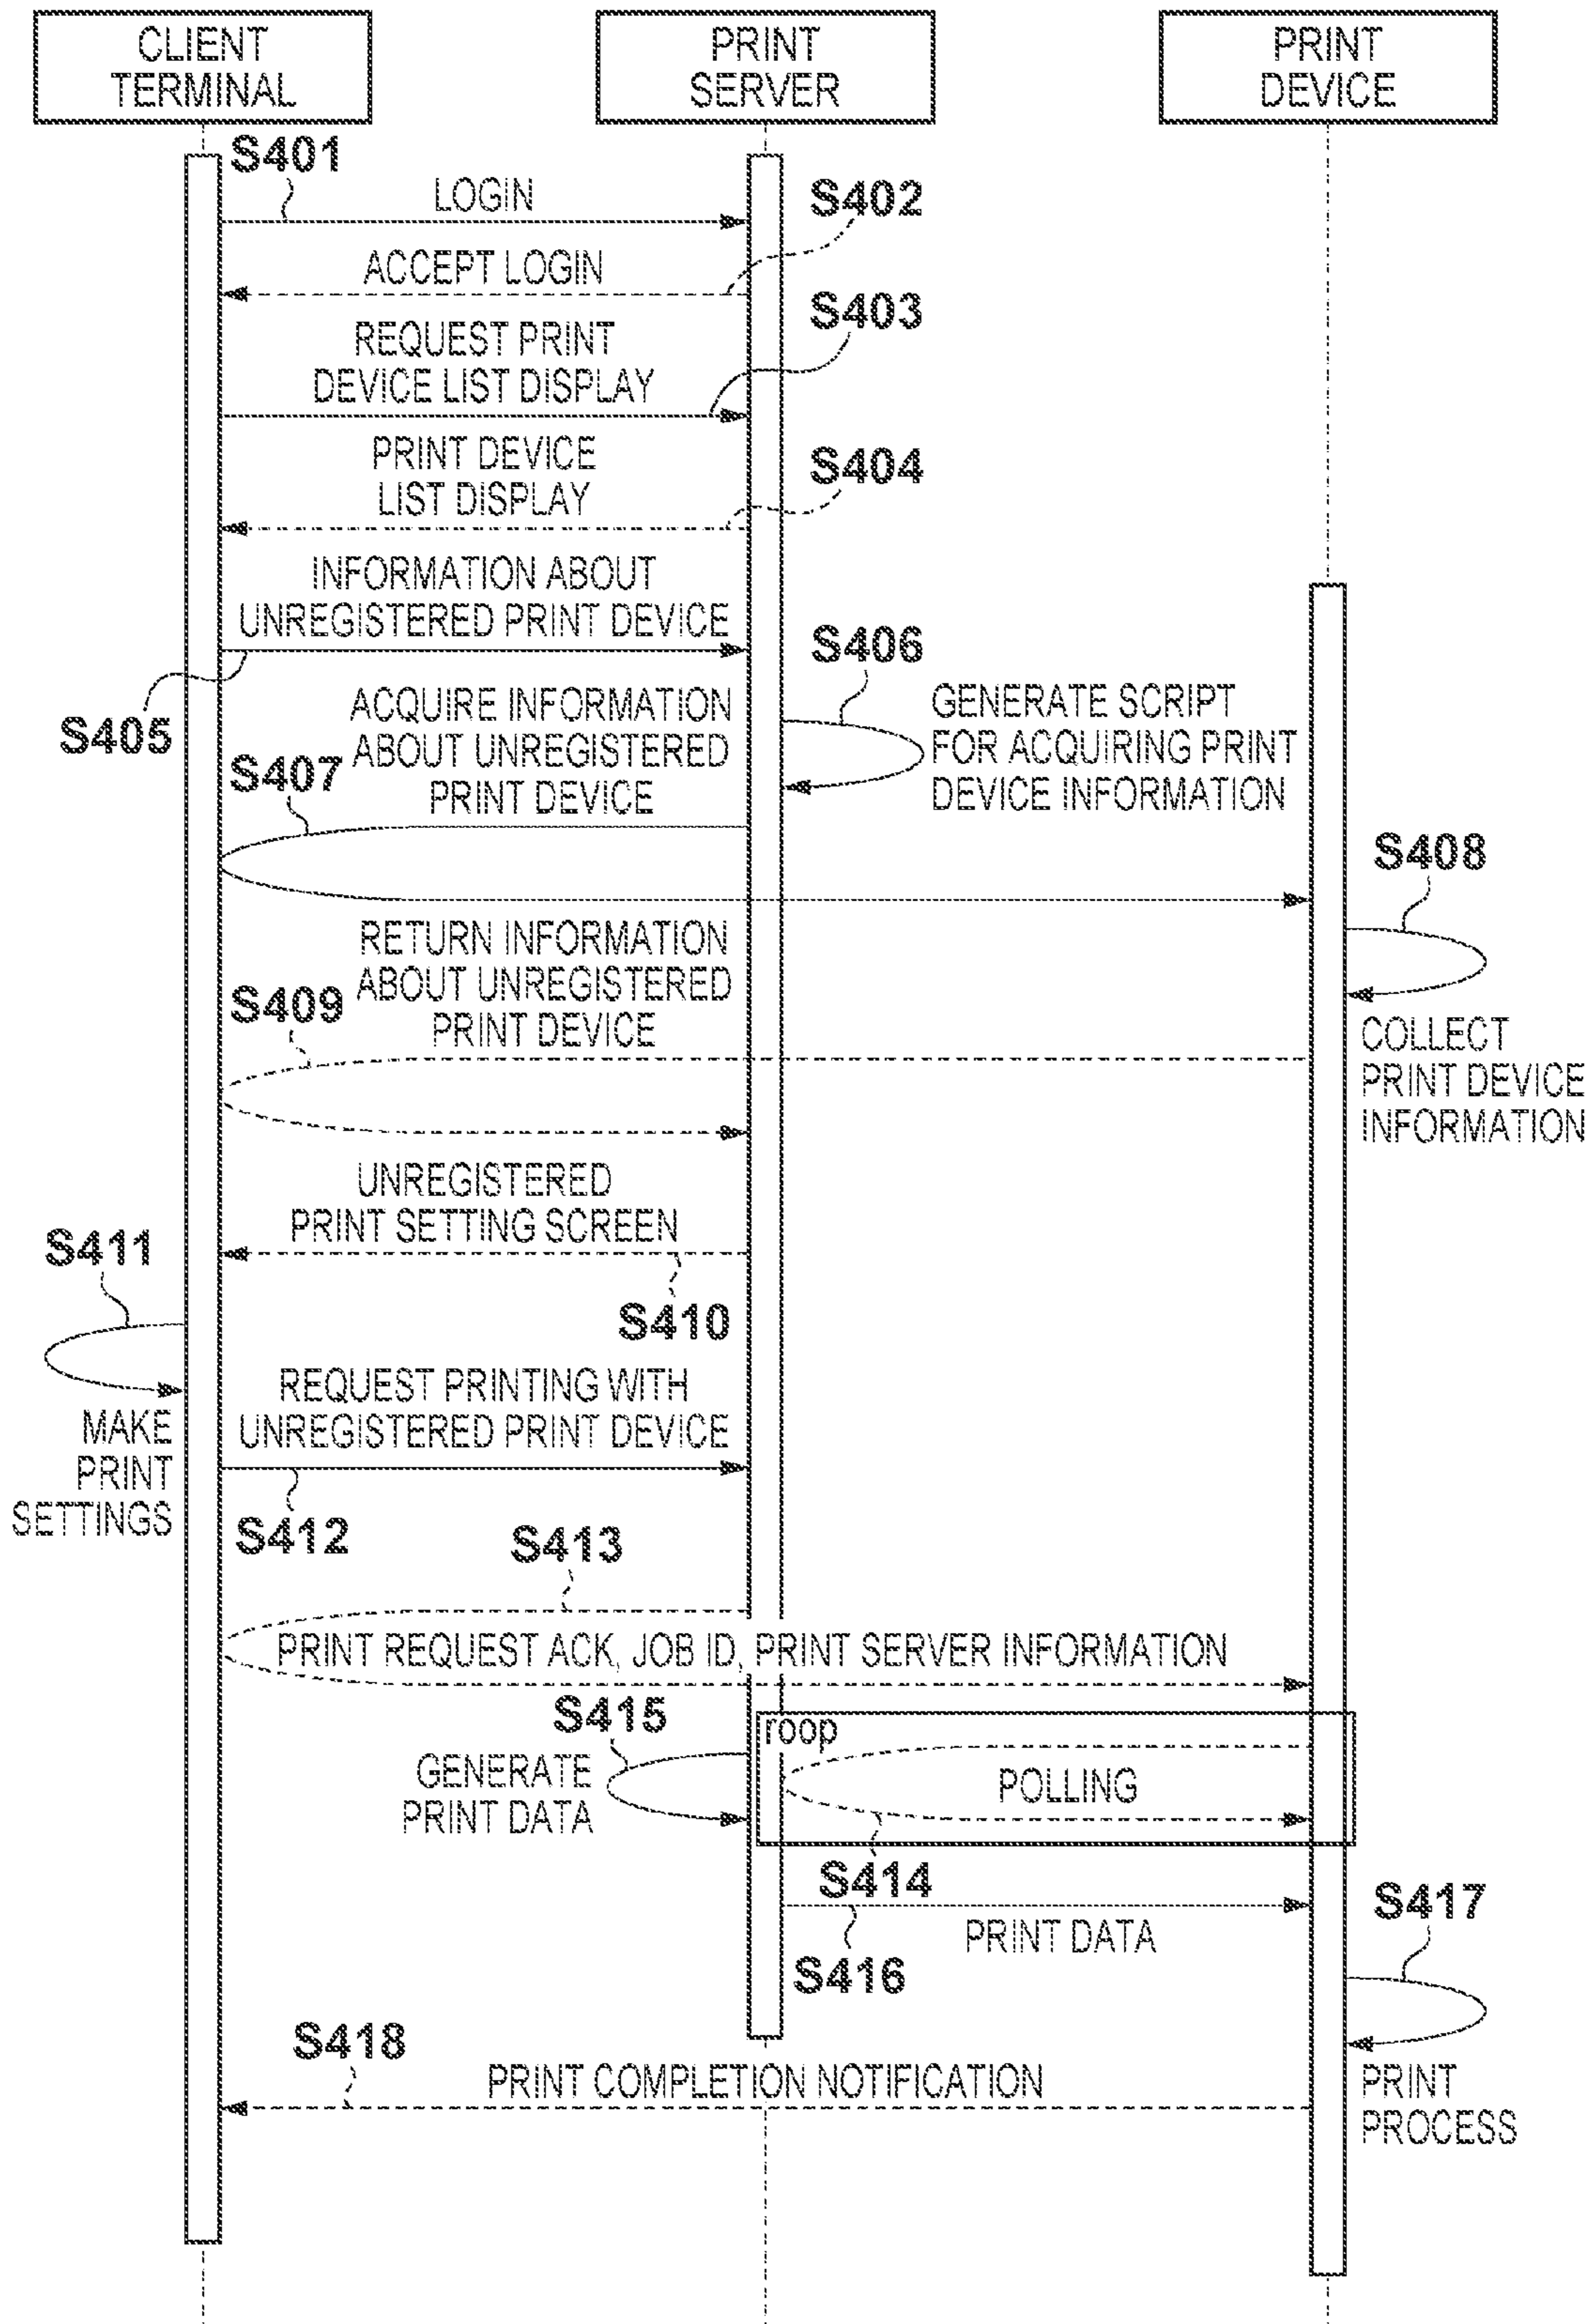 CLIENT
TERMINAL
PRINT
SERVER
PRINT
DEVICE
S401
LOGIN
S402
ACCEPT LOGIN
S403
REQUEST PRINT
DEVICE LIST DISPLAY
PRINT DEVICE
LIST DISPLAY
S404
INFORMATION ABOUT
UNREGISTERED PRINT DEVICE
S405
S406
GENERATE SCRIPT
FOR ACQUIRING PRINT
DEVICE INFORMATION
ACQUIRE INFORMATION
ABOUT UNREGISTERED
PRINT DEVICE
S407
S408
COLLECT
PRINT DEVICE
INFORMATION
RETURN INFORMATION
ABOUT UNREGISTERED
PRINT DEVICE
S409
UNREGISTERED
PRINT SETTING SCREEN
S410
S411
MAKE
PRINT
SETTINGS
REQUEST PRINTING WITH
UNREGISTERED PRINT DEVICE
S412
S413
PRINT REQUEST ACK, JOB ID, PRINT SERVER INFORMATION
S415
GENERATE
PRINT DATA
roop
POLLING
S414
PRINT DATA
S416
S417
PRINT
PROCESS
S418
PRINT COMPLETION NOTIFICATION